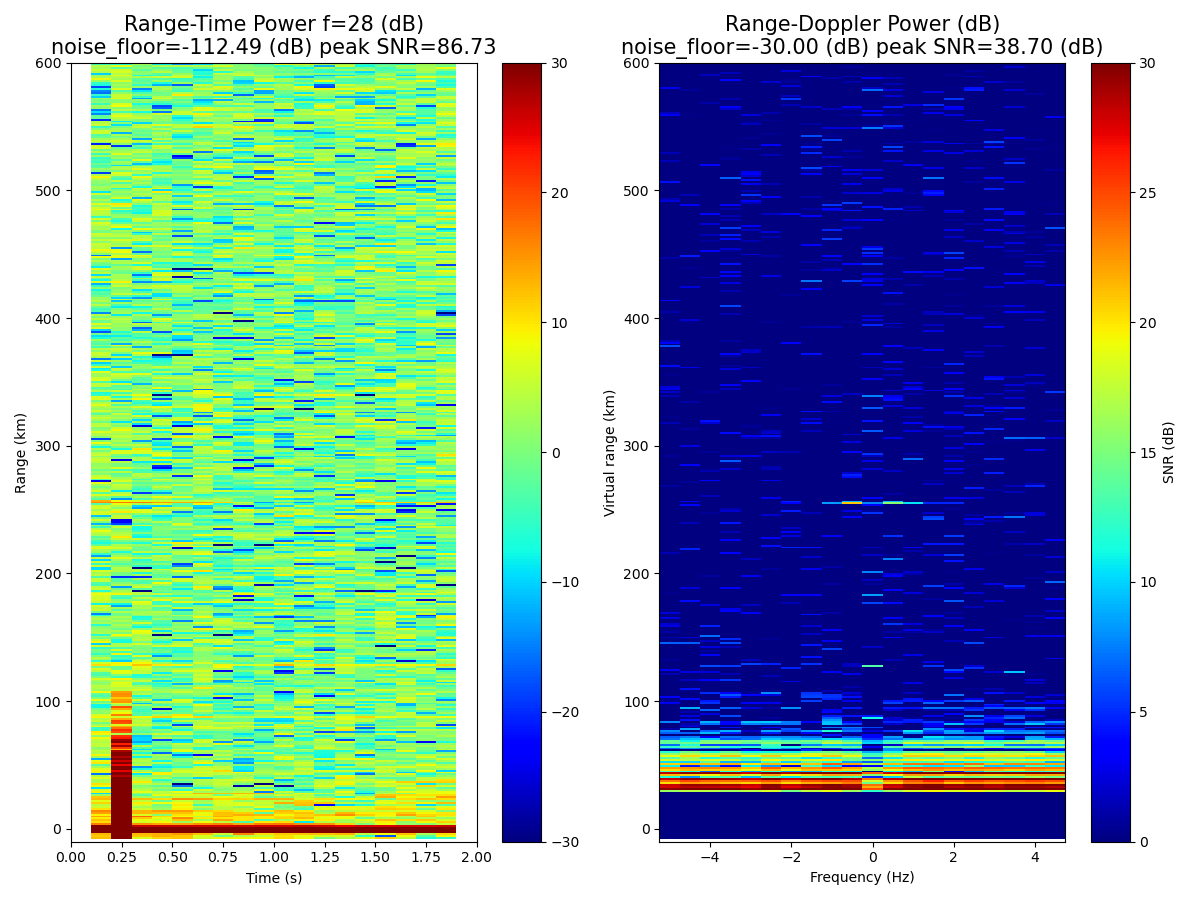 Range-Time Power f=28 (dB)
noise_floor=-112.49 (dB) peak SNR=86.73
Range (km)
600
500
400
300
200
100
0
0.00 0.25 0.50 0.75 1.00 1.25 1.50 1.75 2.00
Time (s)
30
20
10
0
−10
−20
−30
Range-Doppler Power (dB)
noise_floor=-30.00 (dB) peak SNR=38.70 (dB)
Virtual range (km)
600
500
400
300
200
100
0
−4 −2 0 2 4
Frequency (Hz)
30
25
20
15
10
5
0
SNR (dB)